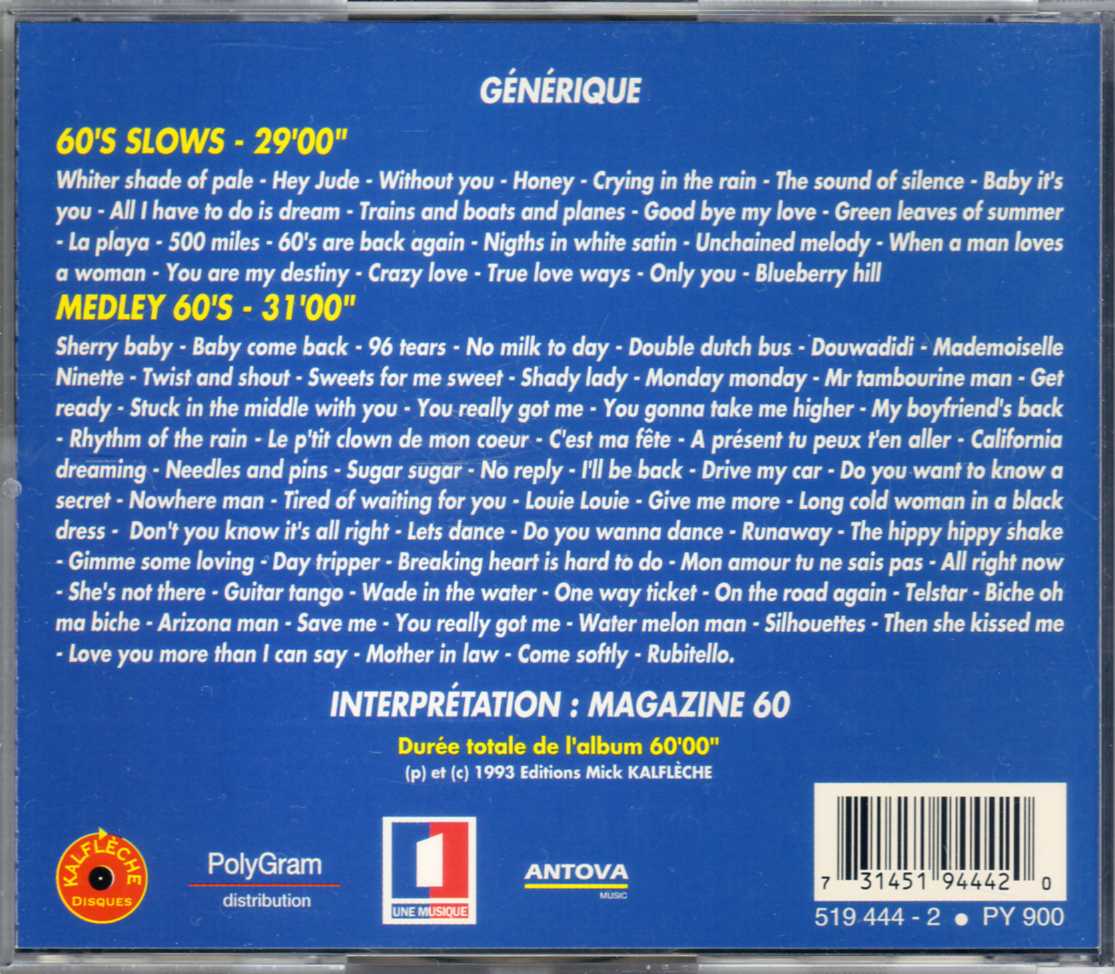 GÉNÉRIQUE
60'S SLOWS - 29'00"
Whiter shade of pale - Hey Jude - Without you - Honey - Crying in the rain - The sound of silence - Baby it's
you - All I have to do is dream - Trains and boats and planes - Good bye my love - Green leaves of summer
- La playa - 500 miles - 60's are back again - Nigths in white satin - Unchained melody - When a man loves
a woman - You are my destiny - Crazy love - True love ways - Only you - Blueberry hill
MEDLEY 60'S - 31'00"
Sherry baby - Baby come back - 96 tears - No milk to day - Double dutch bus - Douwadidi - Mademoiselle
Ninette - Twist and shout - Sweets for me sweet - Shady lady - Monday monday - Mr tambourine man - Get
ready - Stuck in the middle with you - You really got me - You gonna take me higher - My boyfriend's back
- Rhythm of the rain - Le p'tit clown de mon coeur - C'est ma fête - A présent tu peux t'en aller - California
dreaming - Needles and pins - Sugar sugar - No reply - I'll be back - Drive my car - Do you want to know a
secret - Nowhere man - Tired of waiting for you - Louie Louie - Give me more - Long cold woman in a black
dress - Don't you know it's all right - Lets dance - Do you wanna dance - Runaway - The hippy hippy shake
- Gimme some loving - Day tripper - Breaking heart is hard to do - Mon amour tu ne sais pas - All right now
- She's not there - Guitar tango - Wade in the water - One way ticket - On the road again - Telstar - Biche oh
ma biche - Arizona man - Save me - You really got me - Water melon man - Silhouettes - Then she kissed me
- Love you more than I can say - Mother in law - Come softly - Rubitello.
INTERPRÉTATION : MAGAZINE 60
Durée totale de l'album 60'00"
(p) et (c) 1993 Editions Mick KALFLÈCHE
KALFLÈCHE
DISQUES
PolyGram
distribution
1
UNE MUSIQUE
ANTOVA
MUSIC
7 31451 94442 0
519 444 - 2 ● PY 900